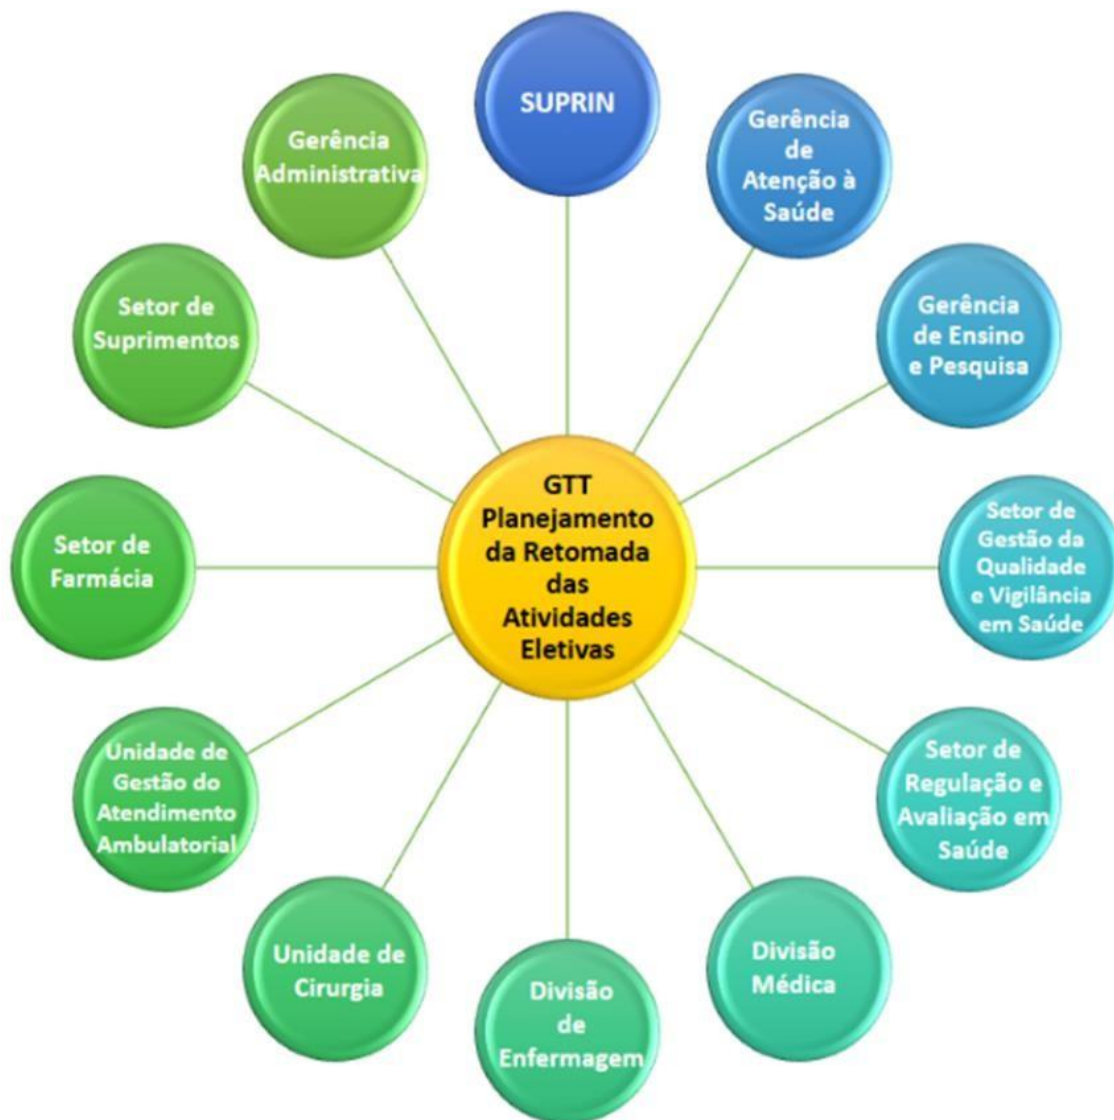 SUPRIN
Gerência
de
Atenção à
Saúde
Gerência
de Ensino
e Pesquisa
Setor de
Gestão da
Qualidade
e Vigilância
em Saúde
Setor de
Regulação e
Avaliação em
Saúde
Divisão
Médica
Divisão
de
Enfermagem
Unidade de
Cirurgia
Unidade de
Gestão do
Atendimento
Ambulatorial
Setor de
Farmácia
Setor de
Suprimentos
Gerência
Administrativa
GTT
Planejamento
da Retomada
das
Atividades
Eletivas